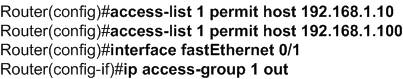 Router(config)#access-list 1 permit host 192.168.1.10
Router(config)#access-list 1 permit host 192.168.1.100
Router(config)#interface fastEthernet 0/1
Router(config-if)#ip access-group 1 out